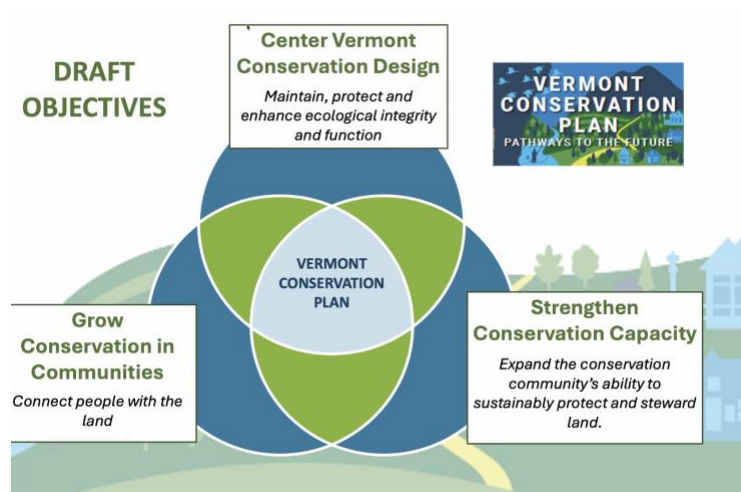 DRAFT
OBJECTIVES
Center Vermont
Conservation Design
Maintain, protect and
enhance ecological integrity
and function
VERMONT
CONSERVATION
PLAN
PATHWAYS TO THE FUTURE
VERMONT
CONSERVATION
PLAN
Grow
Conservation in
Communities
Connect people with the
land
Strengthen
Conservation Capacity
Expand the conservation
community’s ability to
sustainably protect and steward
land.